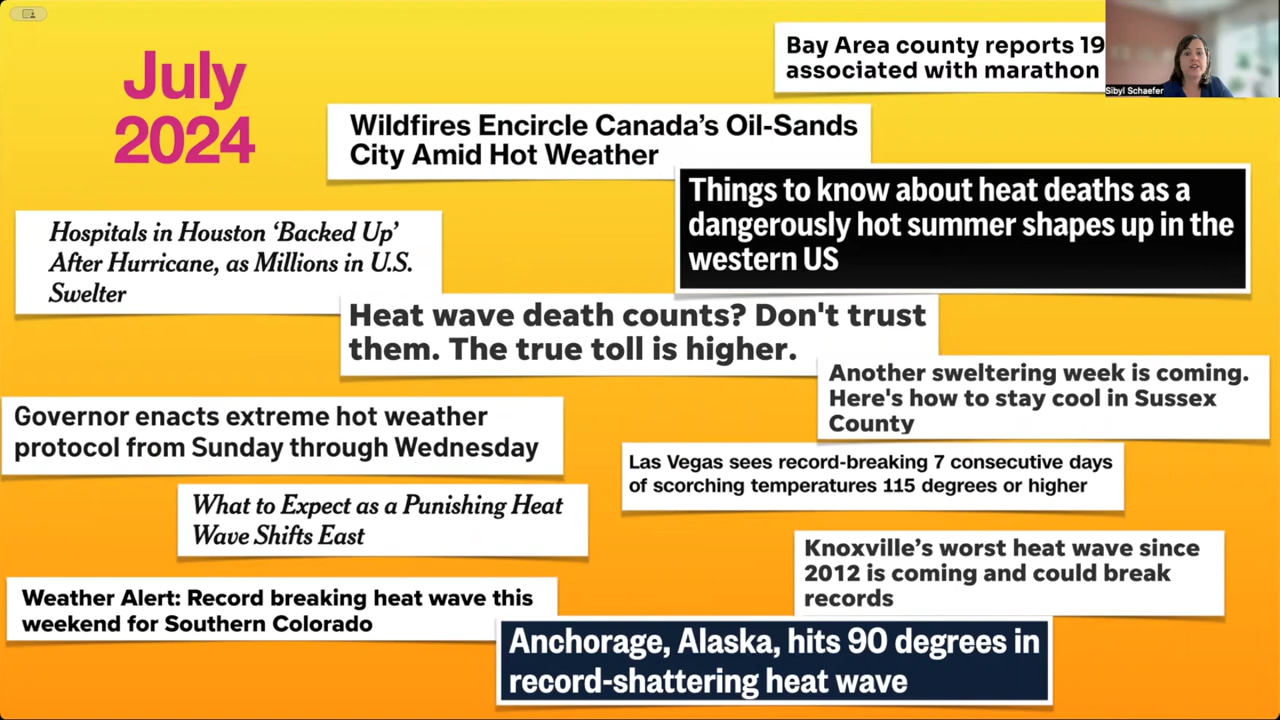 July
2024
Bay Area county reports 19
associated with marathon
Sibyl Schaefer
Wildfires Encircle Canada’s Oil-Sands
City Amid Hot Weather
Things to know about heat deaths as a
dangerously hot summer shapes up in the
western US
Hospitals in Houston ‘Backed Up’
After Hurricane, as Millions in U.S.
Swelter
Heat wave death counts? Don't trust
them. The true toll is higher.
Another sweltering week is coming.
Here's how to stay cool in Sussex
County
Governor enacts extreme hot weather
protocol from Sunday through Wednesday
Las Vegas sees record-breaking 7 consecutive days
of scorching temperatures 115 degrees or higher
What to Expect as a Punishing Heat
Wave Shifts East
Knoxville’s worst heat wave since
2012 is coming and could break
records
Weather Alert: Record breaking heat wave this
weekend for Southern Colorado
Anchorage, Alaska, hits 90 degrees in
record-shattering heat wave